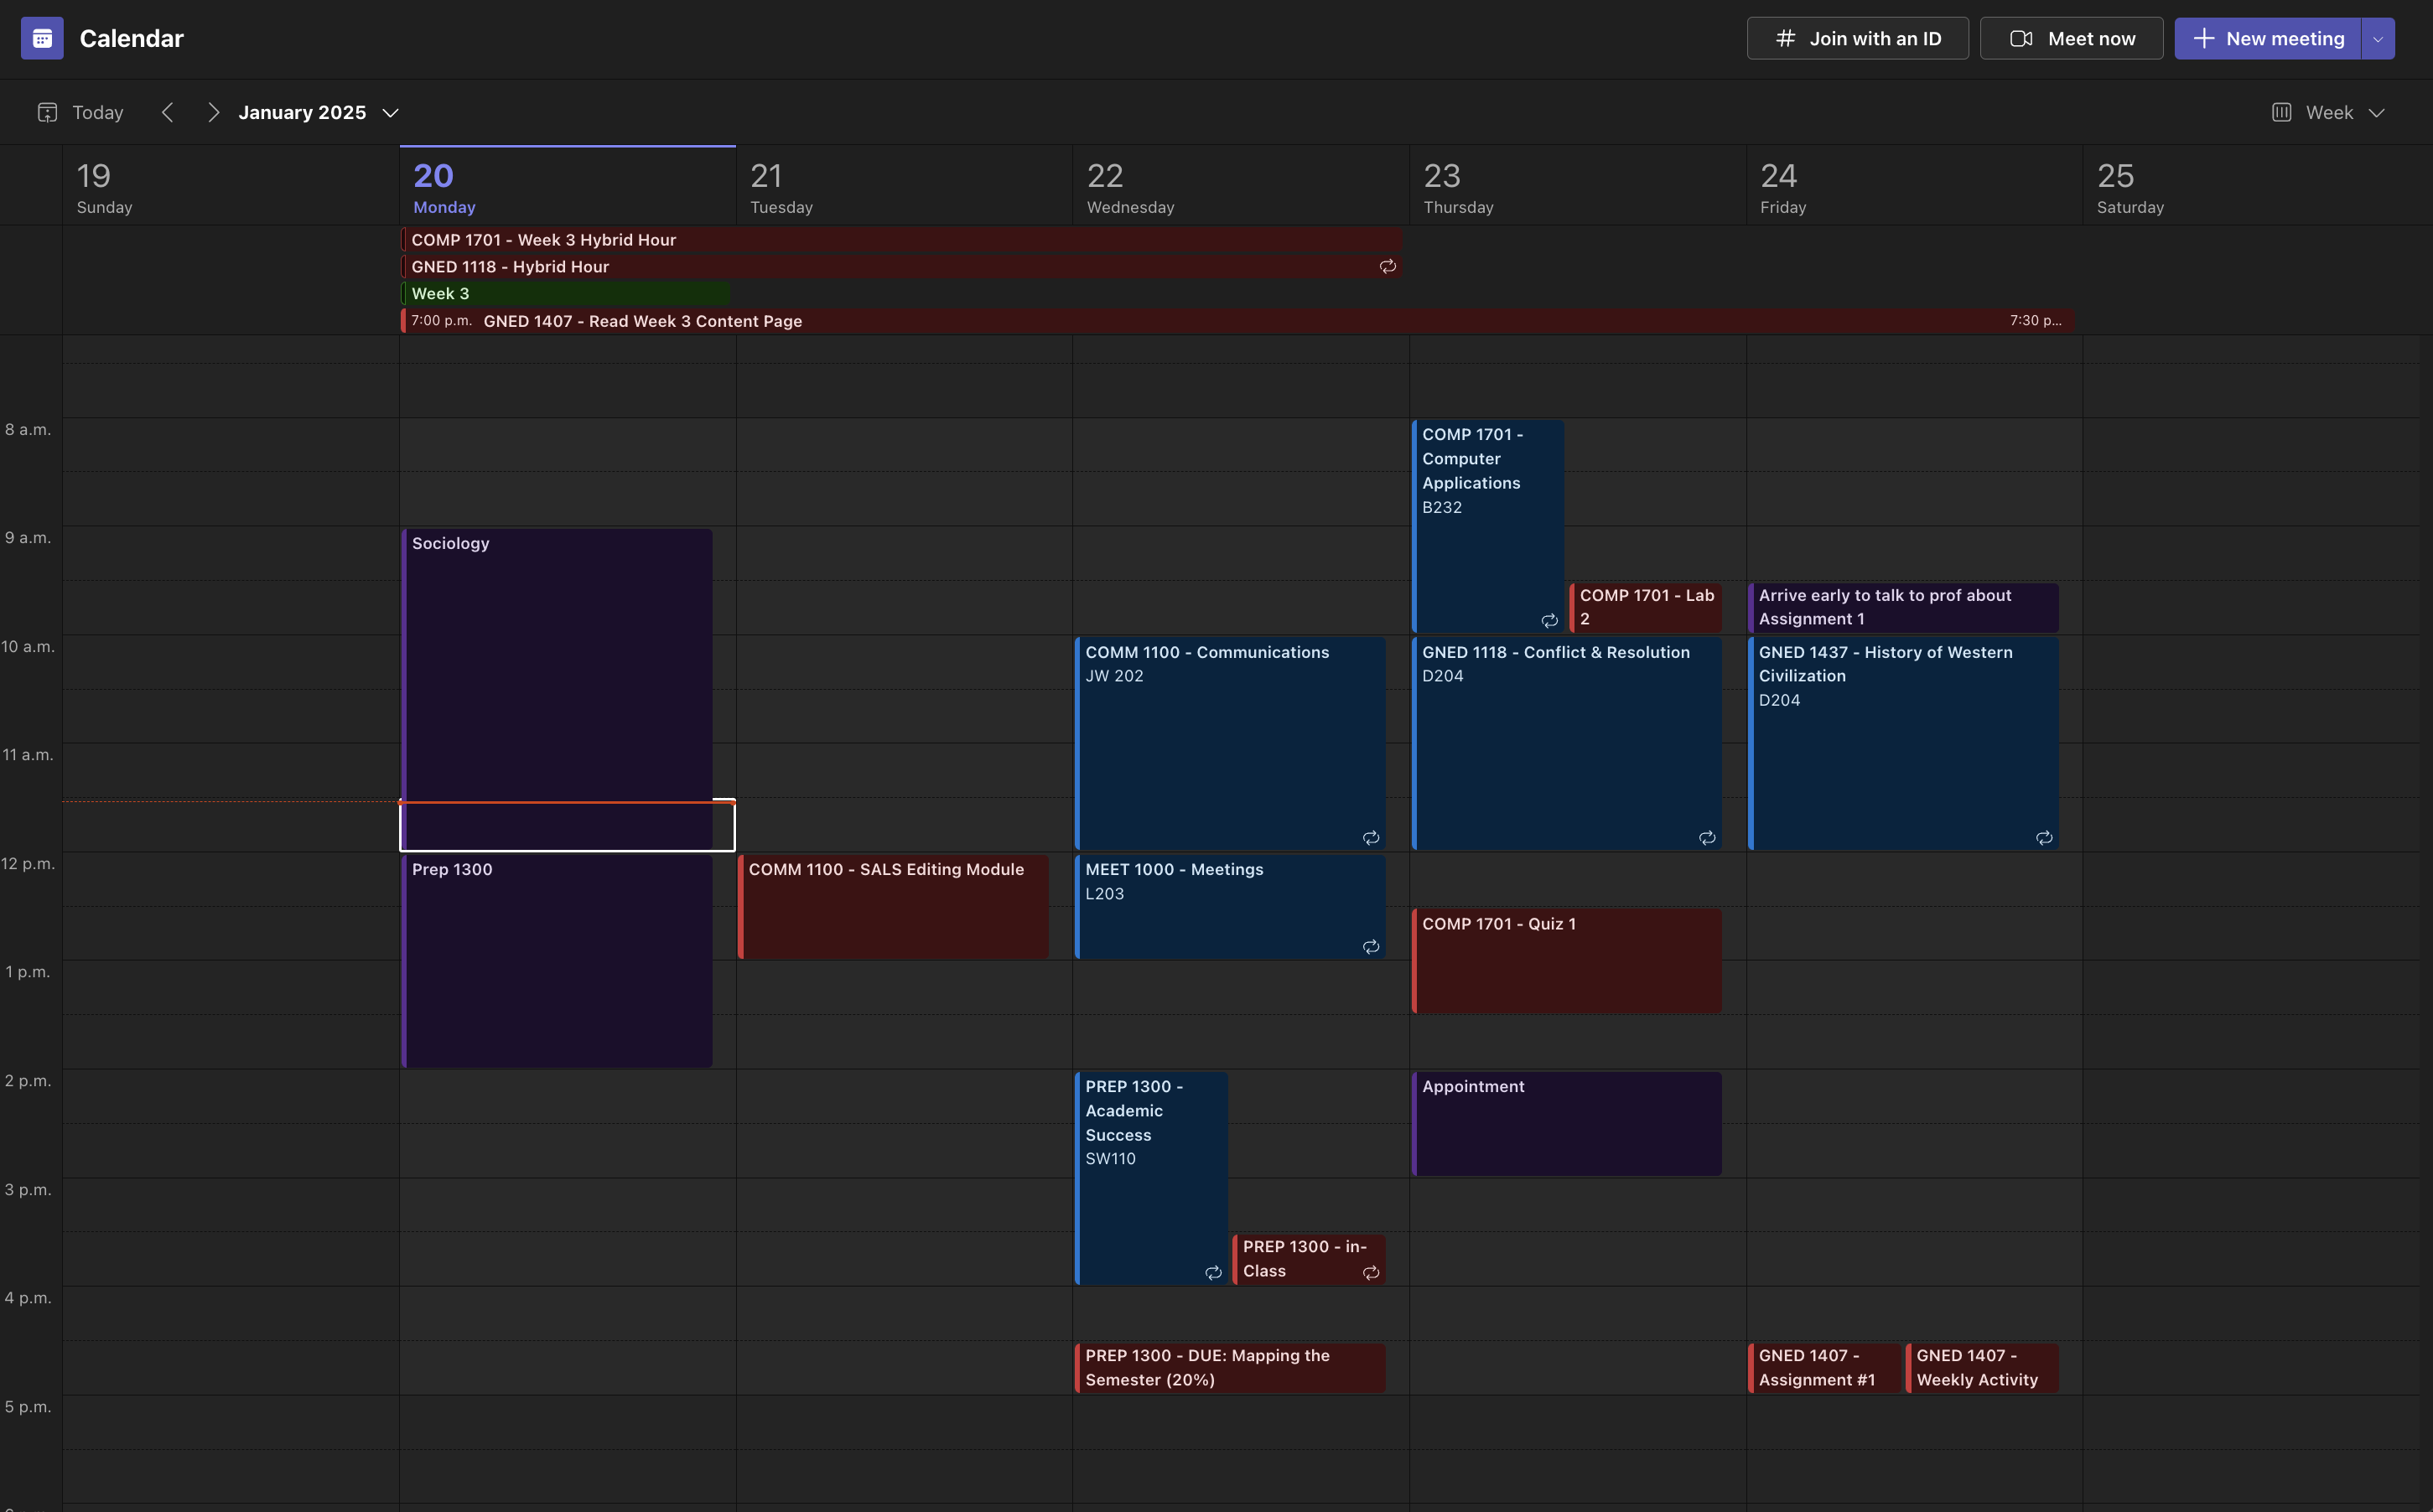 Calendar
Join with an ID
Meet now
New meeting
Today
January 2025
Week
19
Sunday
20
Monday
21
Tuesday
22
Wednesday
23
Thursday
24
Friday
25
Saturday
COMP 1701 - Week 3 Hybrid Hour
GNED 1118 - Hybrid Hour
Week 3
7:00 p.m. GNED 1407 - Read Week 3 Content Page 7:30 p...
8 a.m.
COMP 1701 -
Computer
Applications
B232
9 a.m.
Sociology
COMP 1701 - Lab
2
Arrive early to talk to prof about
Assignment 1
10 a.m.
COMM 1100 - Communications
JW 202
GNED 1118 - Conflict & Resolution
D204
GNED 1437 - History of Western
Civilization
D204
11 a.m.
12 p.m.
Prep 1300
COMM 1100 - SALS Editing Module
MEET 1000 - Meetings
L203
COMP 1701 - Quiz 1
1 p.m.
2 p.m.
PREP 1300 -
Academic
Success
SW110
Appointment
3 p.m.
PREP 1300 - in-
Class
4 p.m.
PREP 1300 - DUE: Mapping the
Semester (20%)
GNED 1407 -
Assignment #1
GNED 1407 -
Weekly Activity
5 p.m.